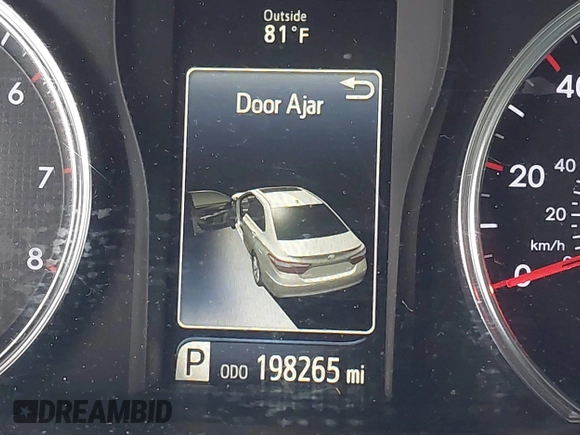 Outside
81°F
Door Ajar
6
7
8
40
20
0
40
20
km/h
P ODO 198265 mi
DREAMBID